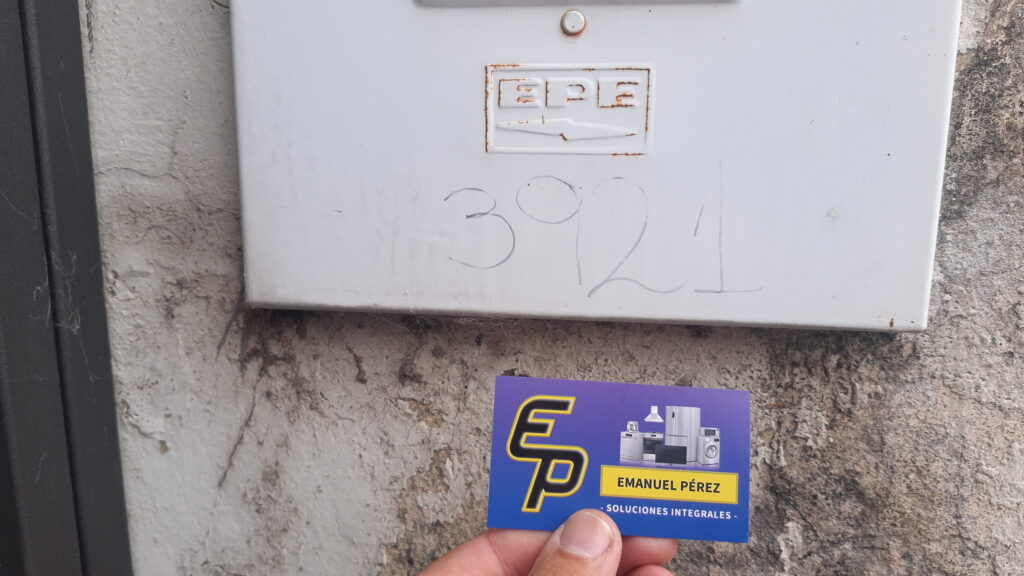 EPE
3921
EP
EMANUEL PÉREZ
- SOLUCIONES INTEGRALES -